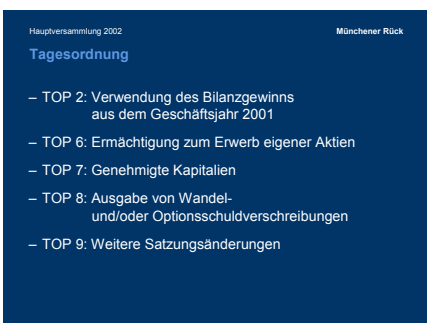 Hauptversammlung 2002
Münchener Rück
Tagesordnung
– TOP 2: Verwendung des Bilanzgewinns
aus dem Geschäftsjahr 2001
– TOP 6: Ermächtigung zum Erwerb eigener Aktien
– TOP 7: Genehmigte Kapitalien
– TOP 8: Ausgabe von Wandel-
und/oder Optionsschuldverschreibungen
– TOP 9: Weitere Satzungsänderungen